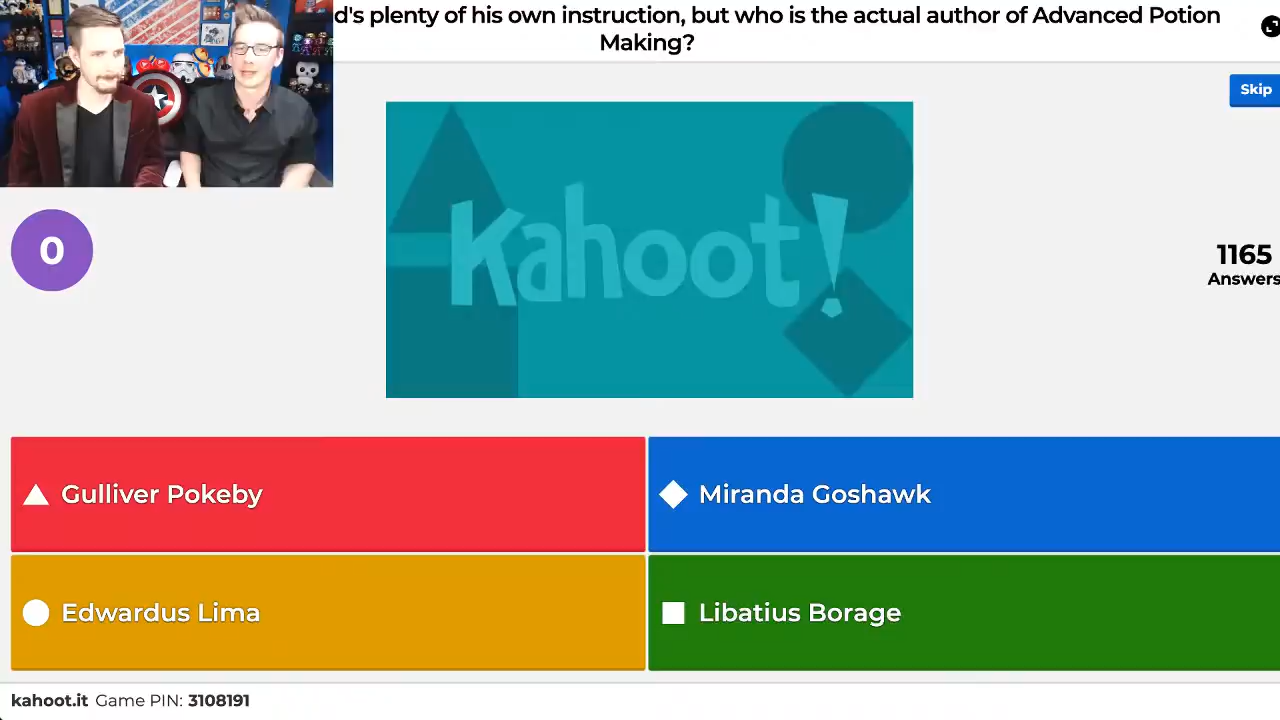 d's plenty of his own instruction, but who is the actual author of Advanced Potion
Making?
Skip
Kahoot!
0
1165
Answers
Gulliver Pokeby
Miranda Goshawk
Edwardus Lima
Libatius Borage
kahoot.it Game PIN: 3108191